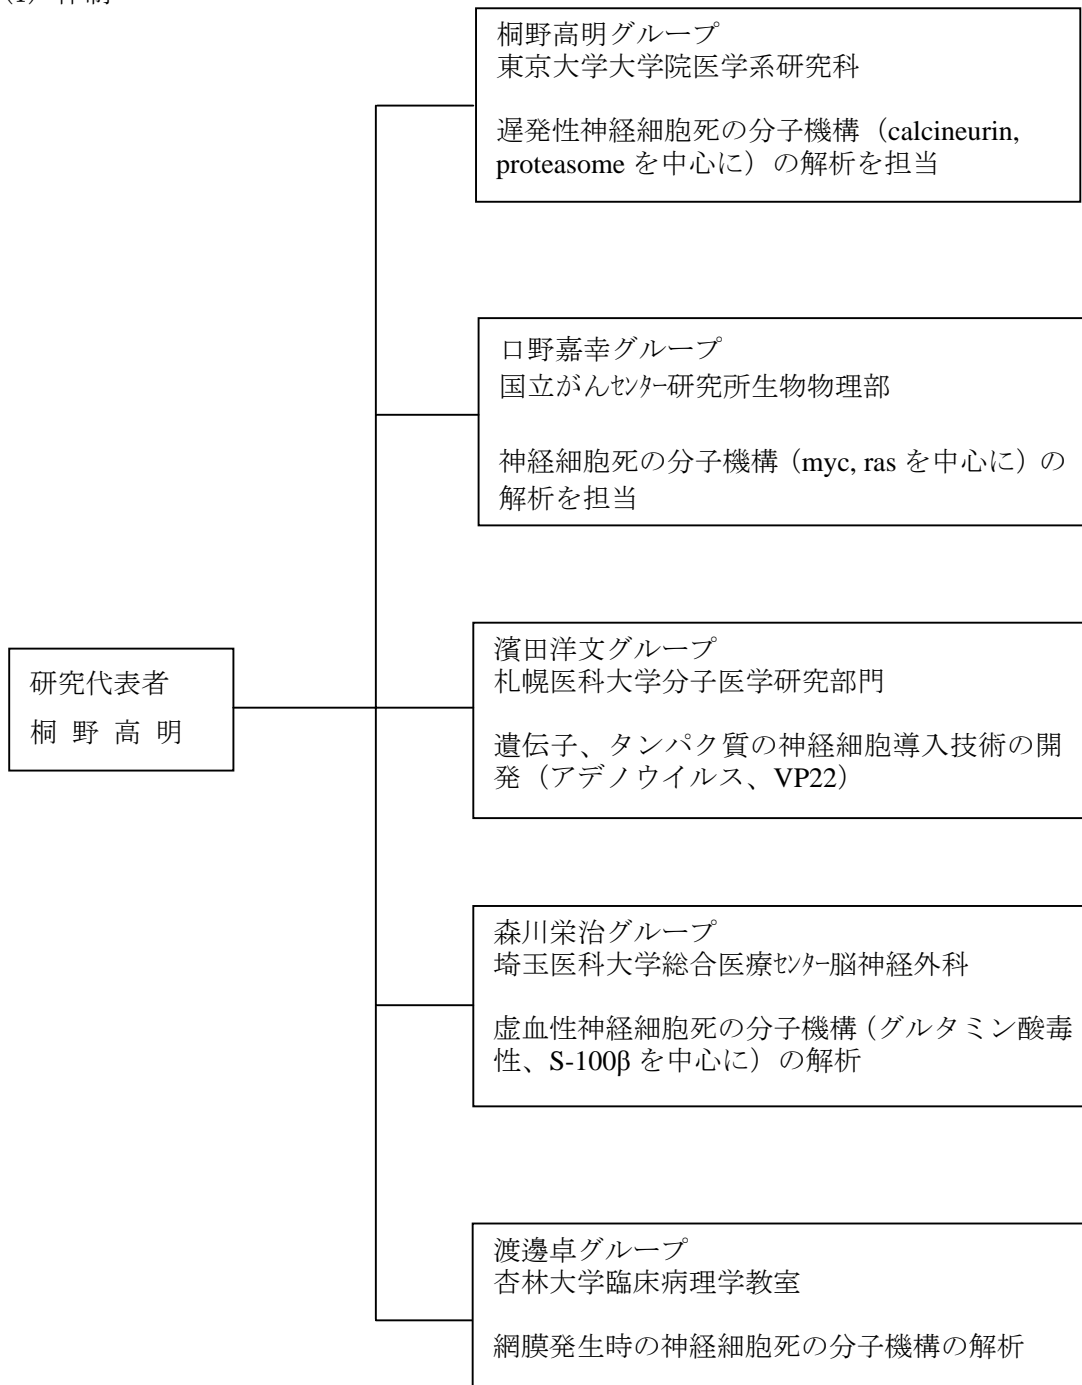 (1) 体制
桐野高明グループ
東京大学大学院医学系研究科
遅発性神経細胞死の分子機構（calcineurin,
proteasome を中心に）の解析を担当
口野嘉幸グループ
国立がんｾﾝﾀｰ研究所生物物理部
神経細胞死の分子機構（myc, ras を中心に）の
解析を担当
研究代表者
桐 野 高 明
濱田洋文グループ
札幌医科大学分子医学研究部門
遺伝子、タンパク質の神経細胞導入技術の開
発（アデノウイルス、VP22）
森川栄治グループ
埼玉医科大学総合医療ｾﾝﾀｰ脳神経外科
虚血性神経細胞死の分子機構（グルタミン酸毒
性、S-100β を中心に）の解析
渡邊卓グループ
杏林大学臨床病理学教室
網膜発生時の神経細胞死の分子機構の解析